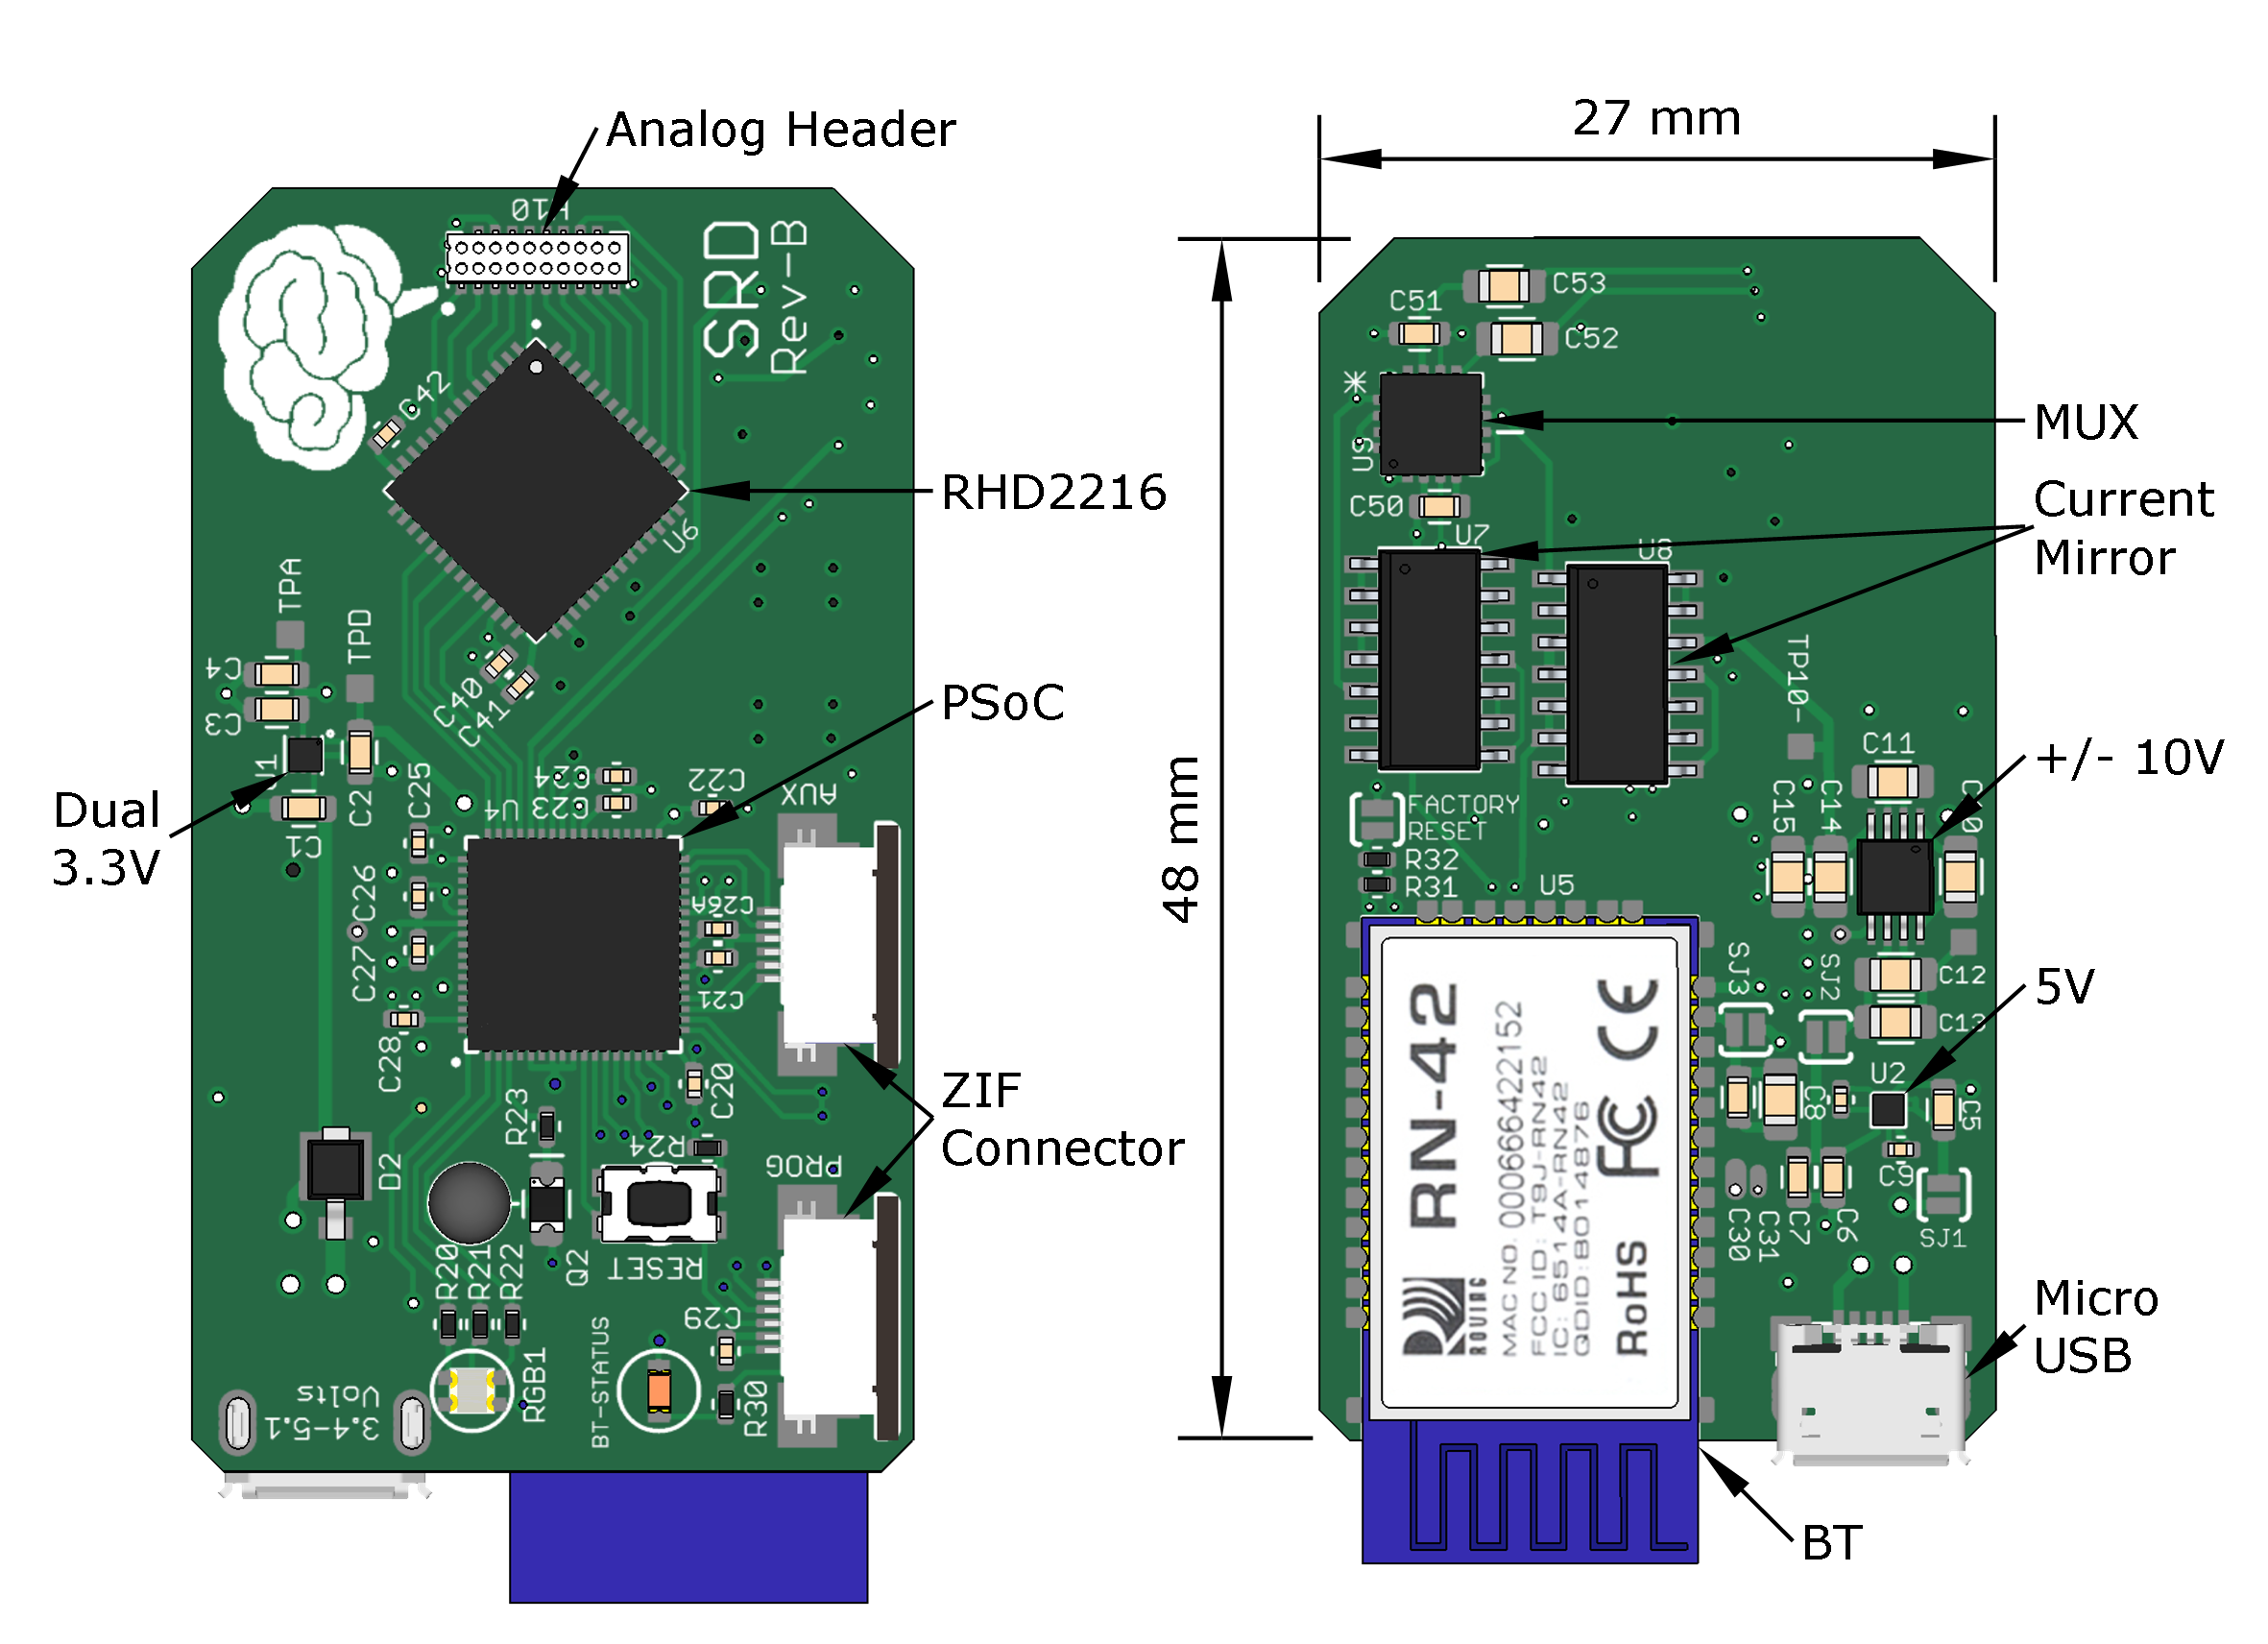 Analog Header
H10
SRD
Rev-B
C42
RHD2216
U6
TPA
TPD
C4
C3
C40
C41
PSoC
U1
C2
C25
C24
C23
C22
U4
AUX
Dual
3.3V
C1
C26
C27
C26A
C21
C28
C20
ZIF
Connector
R23
R24
PROG
D2
Q2
RESET
R20
R21
R22
C29
BT-STATUS
RGB1
R30
3.4-5.1
Volts
27 mm
48 mm
C53
C51
C52
MUX
U9
C50
U7
U8
Current
Mirror
TP10-
+/- 10V
C11
C15
C14
FACTORY
RESET
R32
R31
U5
SJ3
SJ2
C12
C13
5V
U2
C8
C5
C9
C30
C31
C7
C6
SJ1
RN-42
MAC NO. 000666422152
FCC ID: T9J-RN42
IC: 6514A-RN42
QDID: B014876
FC CE
RoHS
ROVING
Micro
USB
BT